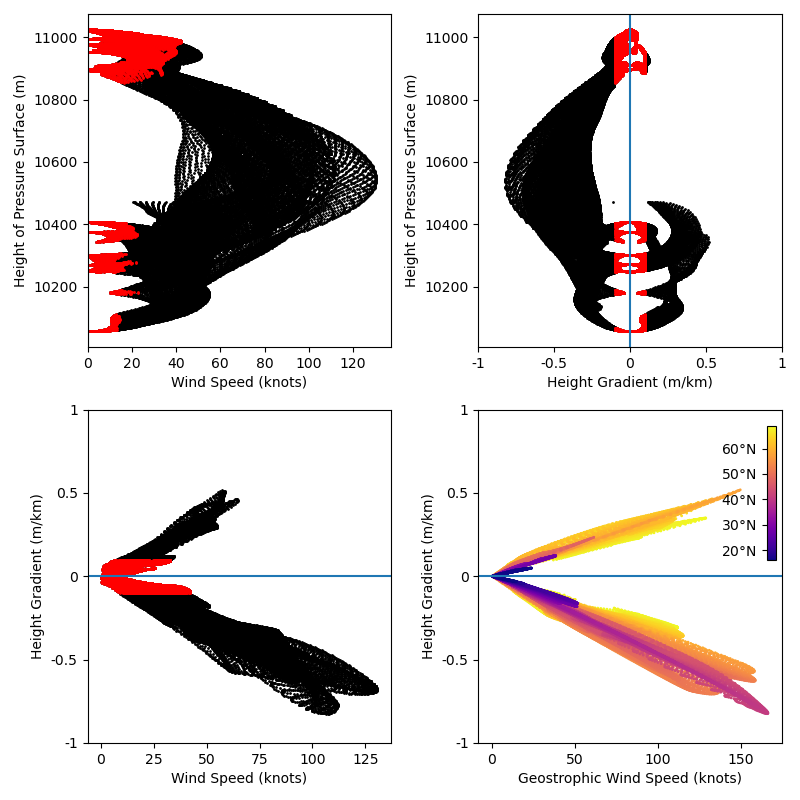 11000
10800
10600
10400
10200
Height of Pressure Surface (m)
0 20 40 60 80 100 120
Wind Speed (knots)
11000
10800
10600
10400
10200
Height of Pressure Surface (m)
-1 -0.5 0 0.5 1
Height Gradient (m/km)
1
0.5
0
-0.5
-1
Height Gradient (m/km)
0 25 50 75 100 125
Wind Speed (knots)
1
0.5
0
-0.5
-1
Height Gradient (m/km)
60°N
50°N
40°N
30°N
20°N
0 50 100 150
Geostrophic Wind Speed (knots)